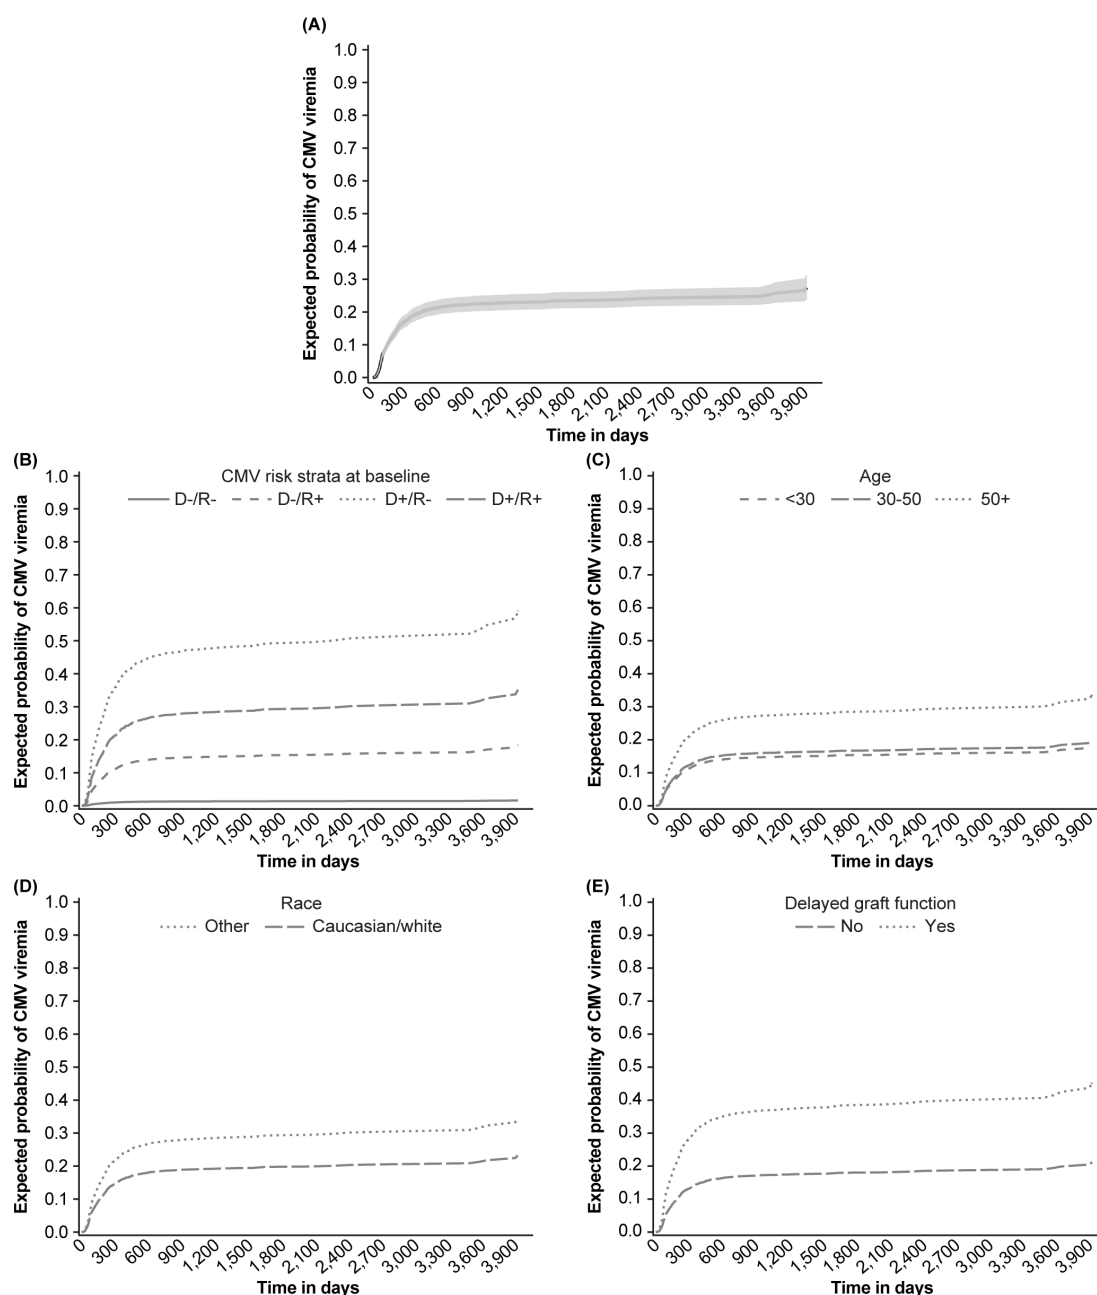 (A)
Expected probability of CMV viremia
1.0
0.9
0.8
0.7
0.6
0.5
0.4
0.3
0.2
0.1
0.0
0 300 600 900 1,200 1,500 1,800 2,100 2,400 2,700 3,000 3,300 3,600 3,900
Time in days
(B)
CMV risk strata at baseline
D-/R- D-/R+ D+/R- D+/R+
Expected probability of CMV viremia
1.0
0.9
0.8
0.7
0.6
0.5
0.4
0.3
0.2
0.1
0.0
0 300 600 900 1,200 1,500 1,800 2,100 2,400 2,700 3,000 3,300 3,600 3,900
Time in days
(C)
Age
<30 30-50 50+
Expected probability of CMV viremia
1.0
0.9
0.8
0.7
0.6
0.5
0.4
0.3
0.2
0.1
0.0
0 300 600 900 1,200 1,500 1,800 2,100 2,400 2,700 3,000 3,300 3,600 3,900
Time in days
(D)
Race
Other Caucasian/white
Expected probability of CMV viremia
1.0
0.9
0.8
0.7
0.6
0.5
0.4
0.3
0.2
0.1
0.0
0 300 600 900 1,200 1,500 1,800 2,100 2,400 2,700 3,000 3,300 3,600 3,900
Time in days
(E)
Delayed graft function
No Yes
Expected probability of CMV viremia
1.0
0.9
0.8
0.7
0.6
0.5
0.4
0.3
0.2
0.1
0.0
0 300 600 900 1,200 1,500 1,800 2,100 2,400 2,700 3,000 3,300 3,600 3,900
Time in days